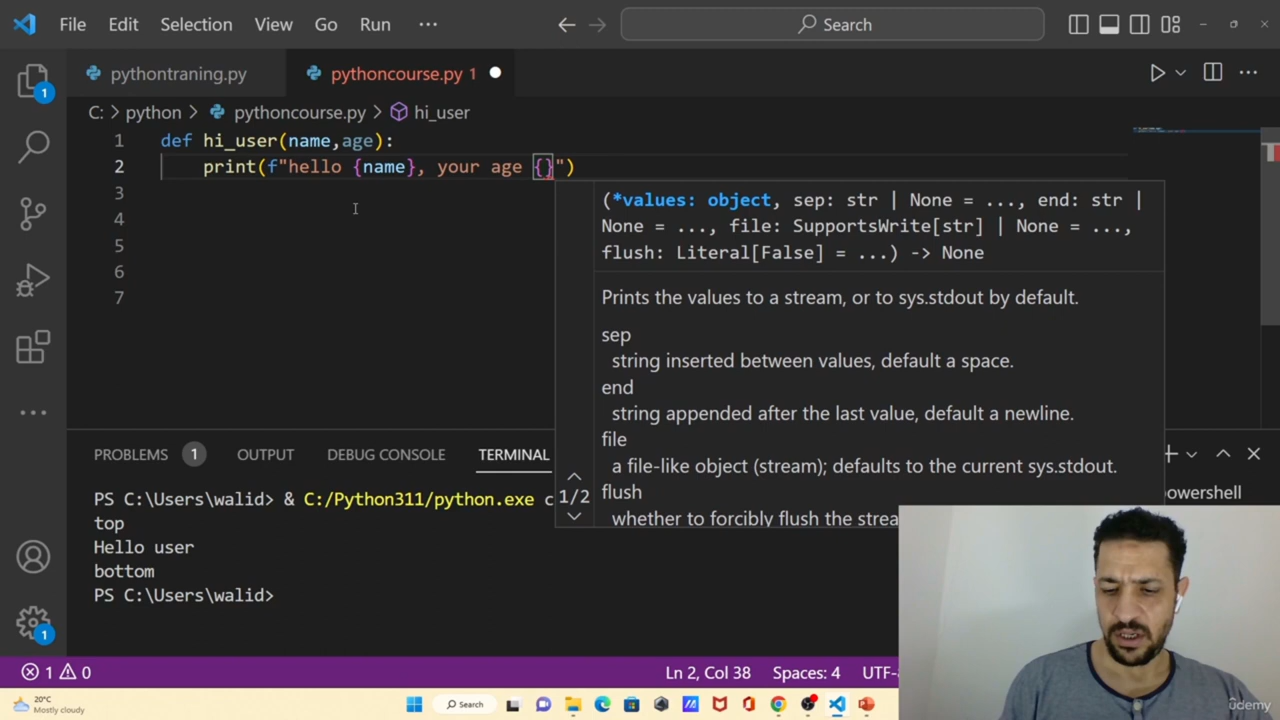 File Edit Selection View Go Run ··· Search
pythontraning.py pythoncourse.py 1
C: > python > pythoncourse.py > hi_user
1 def hi_user(name,age):
2 print(f"hello {name}, your age {}")
3
4
5
6
7
(*values: object, sep: str | None = ..., end: str |
None = ..., file: SupportsWrite[str] | None = ...,
flush: Literal[False] = ...) -> None
Prints the values to a stream, or to sys.stdout by default.
sep
string inserted between values, default a space.
end
string appended after the last value, default a newline.
file
a file-like object (stream); defaults to the current sys.stdout.
flush
whether to forcibly flush the strea
1/2
PROBLEMS 1 OUTPUT DEBUG CONSOLE TERMINAL
powershell
PS C:\Users\walid> & C:/Python311/python.exe c
top
Hello user
bottom
PS C:\Users\walid>
1
1
1 0 Ln 2, Col 38 Spaces: 4 UTF-
20°C
Mostly cloudy
Search
ûdemy